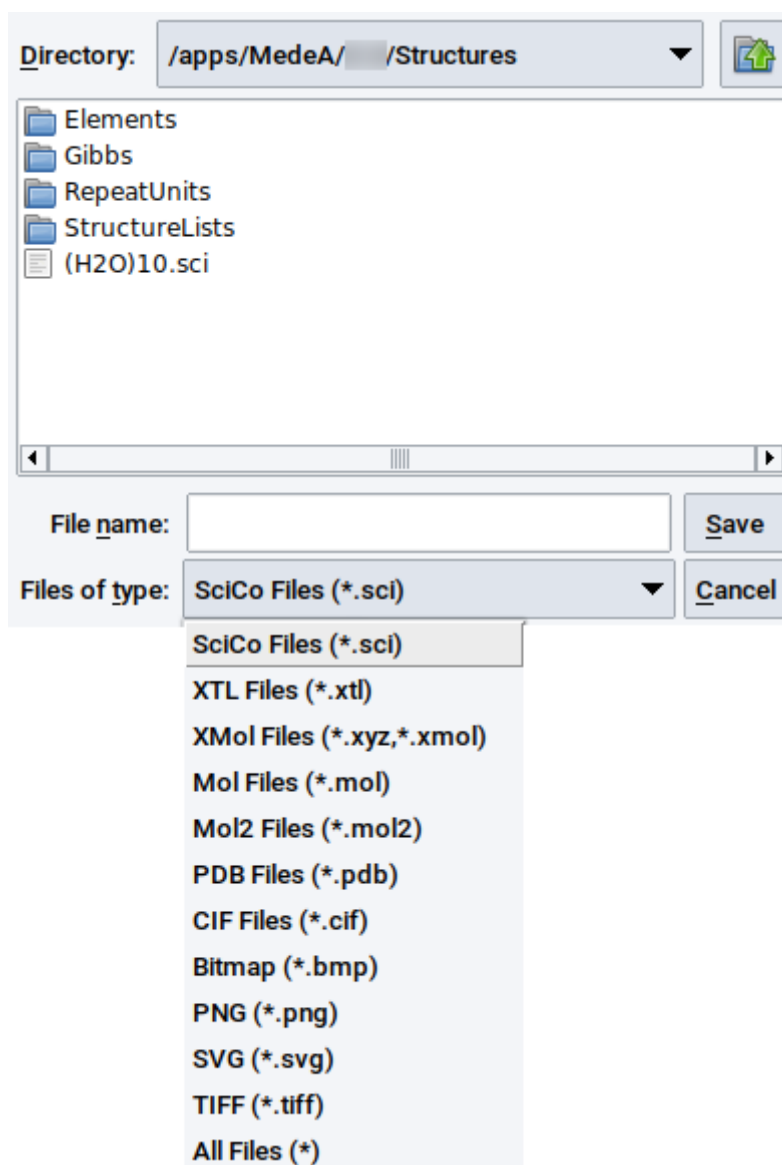 Directory: /apps/MedeA/ /Structures
Elements
Gibbs
RepeatUnits
StructureLists
(H2O)10.sci
File name: Save
Files of type: SciCo Files (*.sci) Cancel
SciCo Files (*.sci)
XTL Files (*.xtl)
XMol Files (*.xyz,*.xmol)
Mol Files (*.mol)
Mol2 Files (*.mol2)
PDB Files (*.pdb)
CIF Files (*.cif)
Bitmap (*.bmp)
PNG (*.png)
SVG (*.svg)
TIFF (*.tiff)
All Files (*)